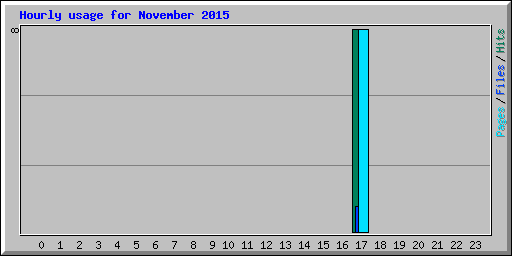 Hourly usage for November 2015
8
Pages/Files/Hits
0 1 2 3 4 5 6 7 8 9 10 11 12 13 14 15 16 17 18 19 20 21 22 23